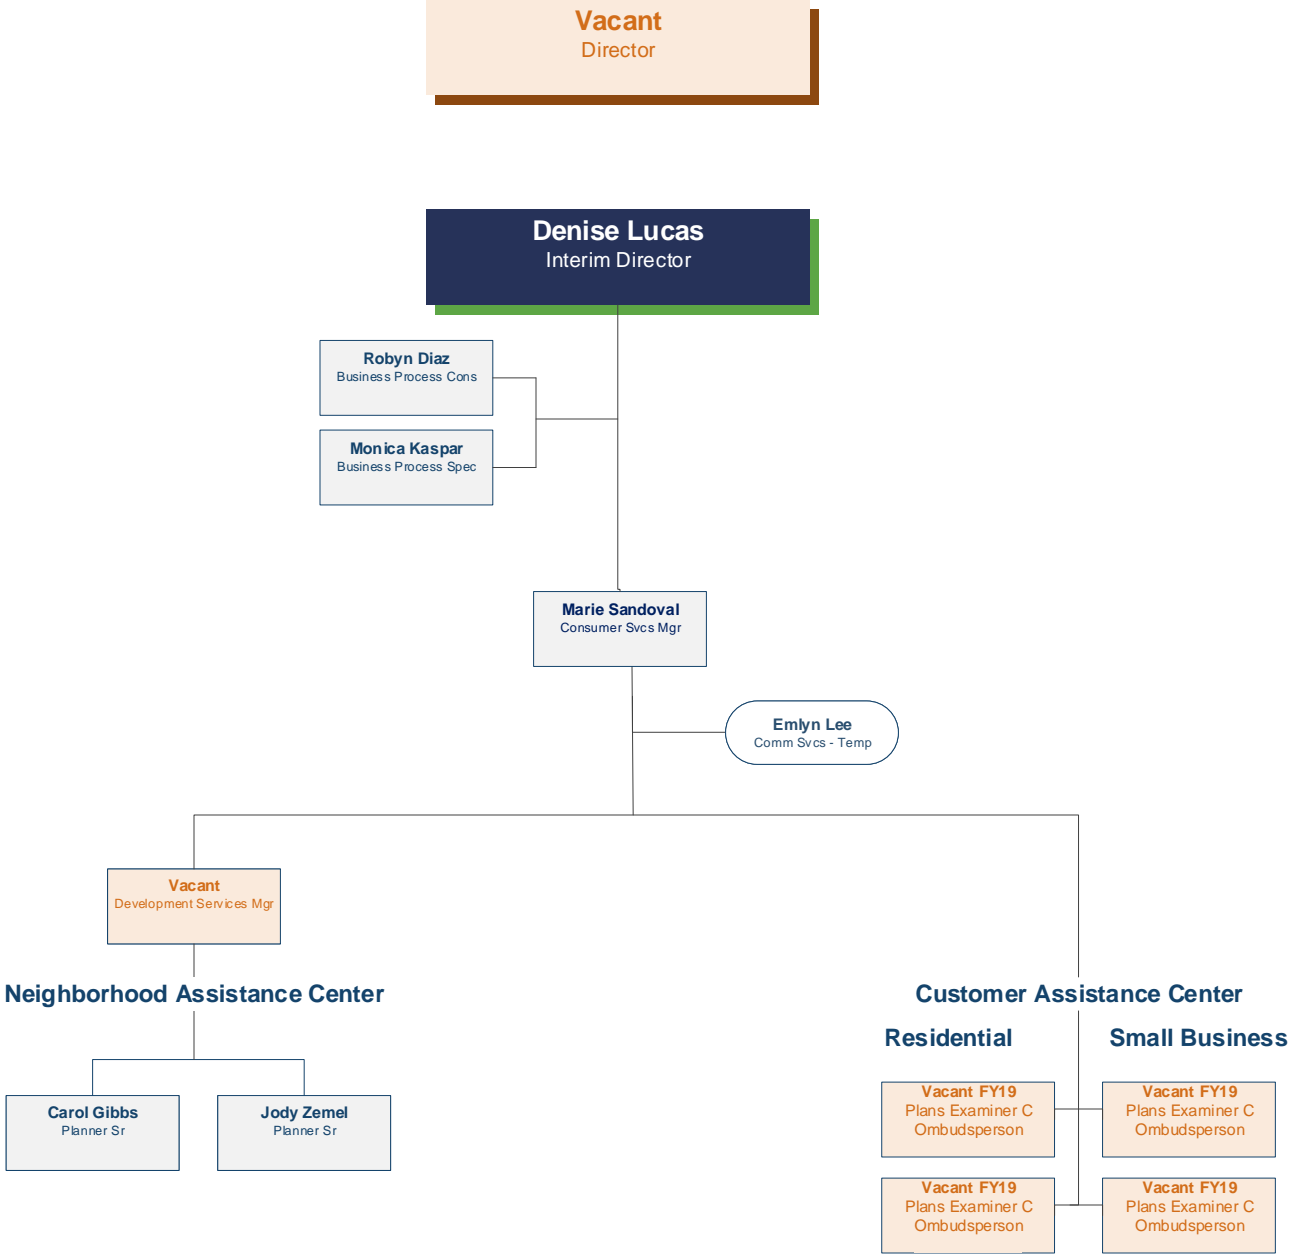 Vacant
Director
Denise Lucas
Interim Director
Robyn Diaz
Business Process Cons
Monica Kaspar
Business Process Spec
Marie Sandoval
Consumer Svcs Mgr
Emlyn Lee
Comm Svcs - Temp
Vacant
Development Services Mgr
Neighborhood Assistance Center
Carol Gibbs
Planner Sr
Jody Zemel
Planner Sr
Customer Assistance Center
Residential
Small Business
Vacant FY19
Plans Examiner C
Ombudsperson
Vacant FY19
Plans Examiner C
Ombudsperson
Vacant FY19
Plans Examiner C
Ombudsperson
Vacant FY19
Plans Examiner C
Ombudsperson